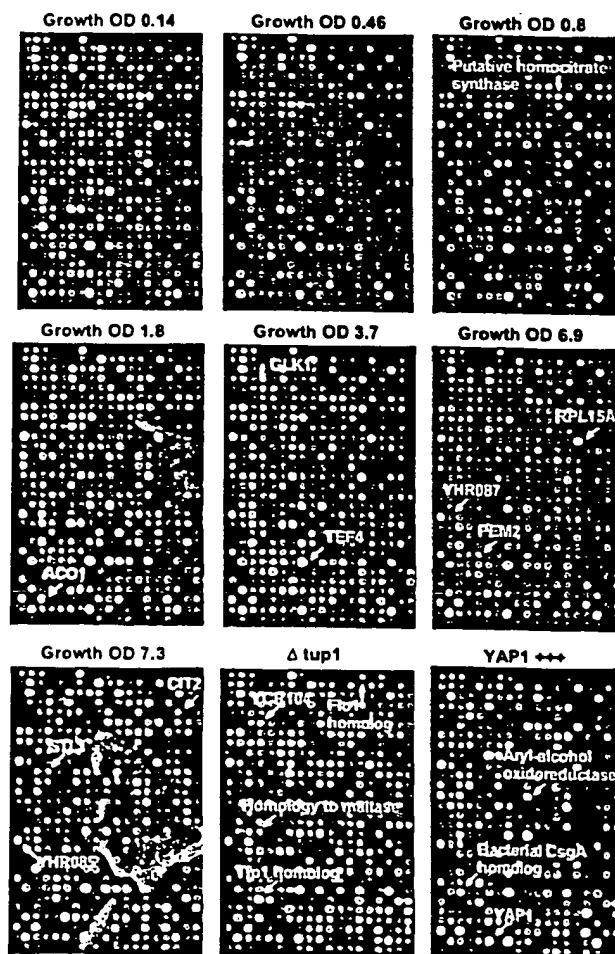 Growth OD 0.14
Growth OD 0.46
Growth OD 0.8
Putative homocitrate
synthase
Growth OD 1.8
Growth OD 3.7
Growth OD 6.9
ACO1
GLK1
TEF4
RPL15A
YHR087
PEM2
Growth OD 7.3
Δ tup1
YAP1 +++
CIT2
YHR085
YCR104
Flo1
homolog
Homology to maltase
Tip1 homolog
Aryl-alcohol
oxidoreductase
Bacterial CsgA
homolog
YAP1